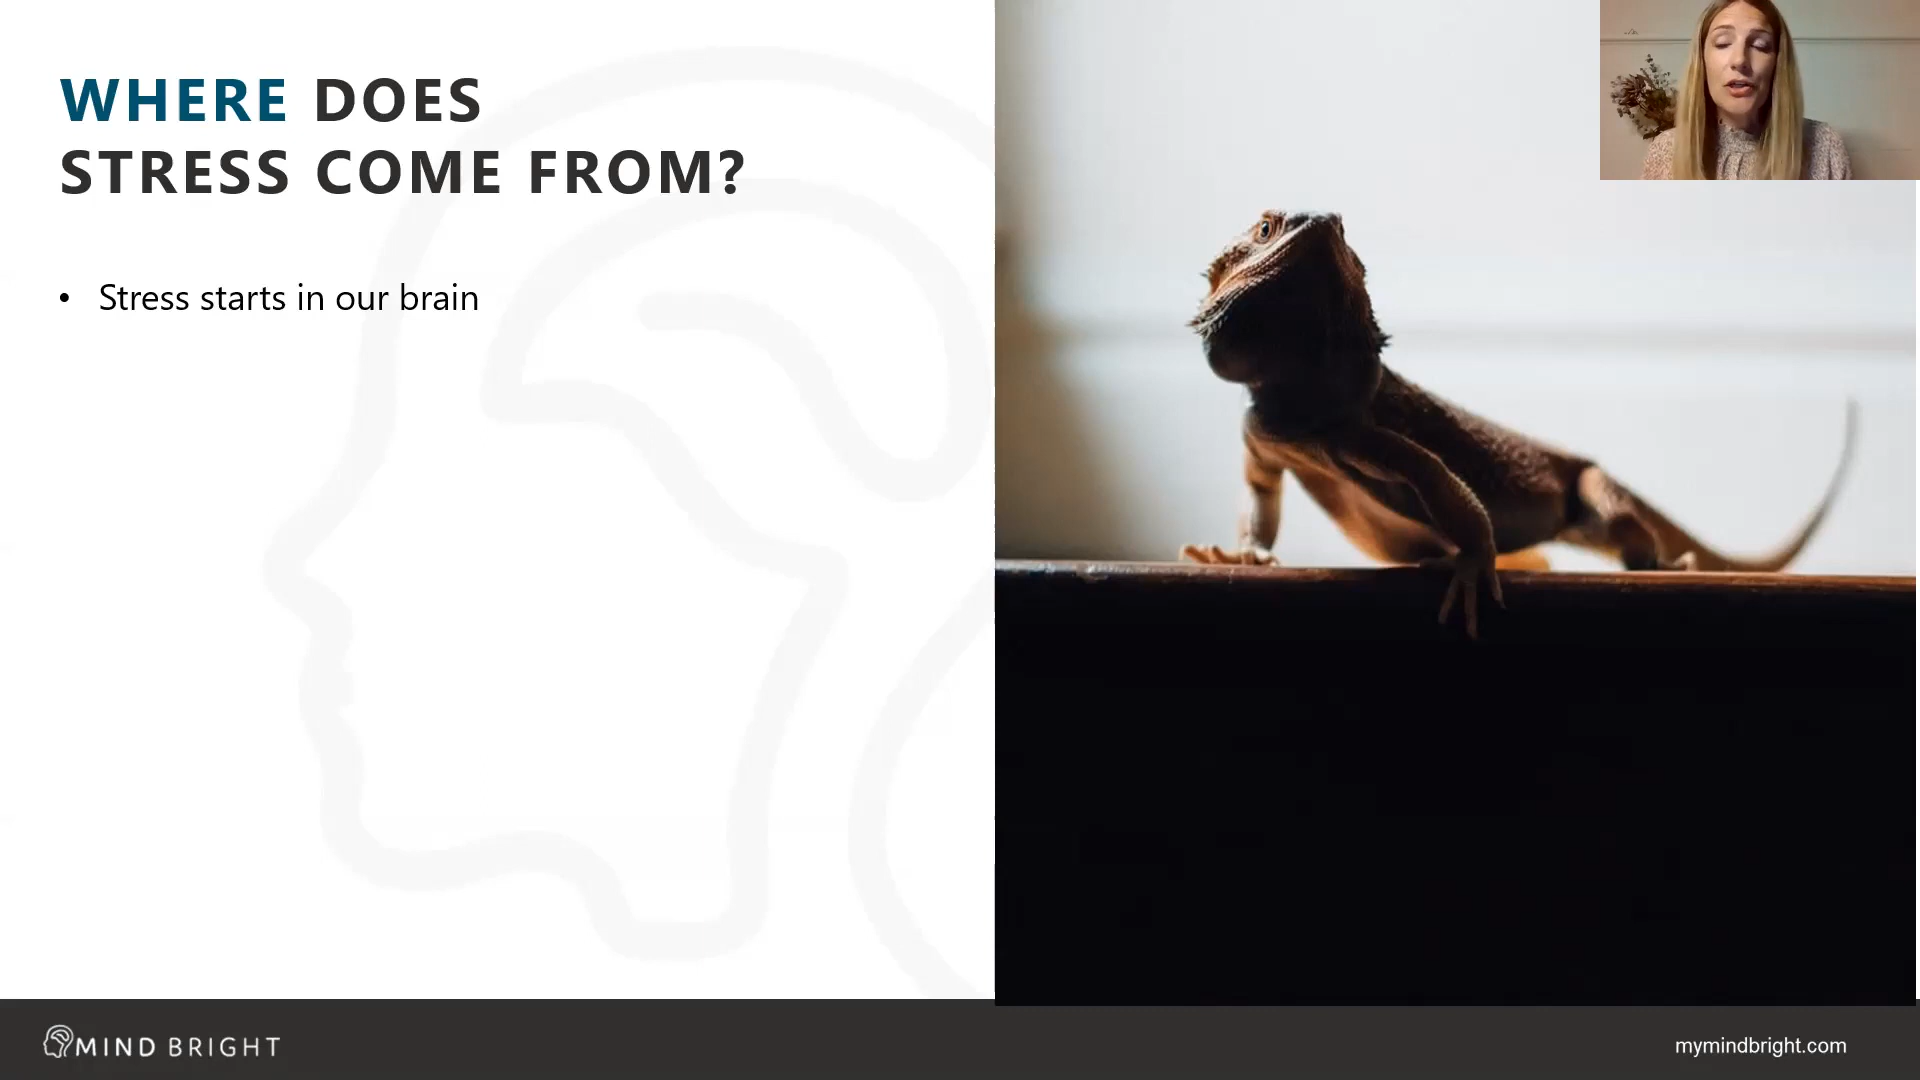 WHERE DOES
STRESS COME FROM?
• Stress starts in our brain
MIND BRIGHT
mymindbright.com